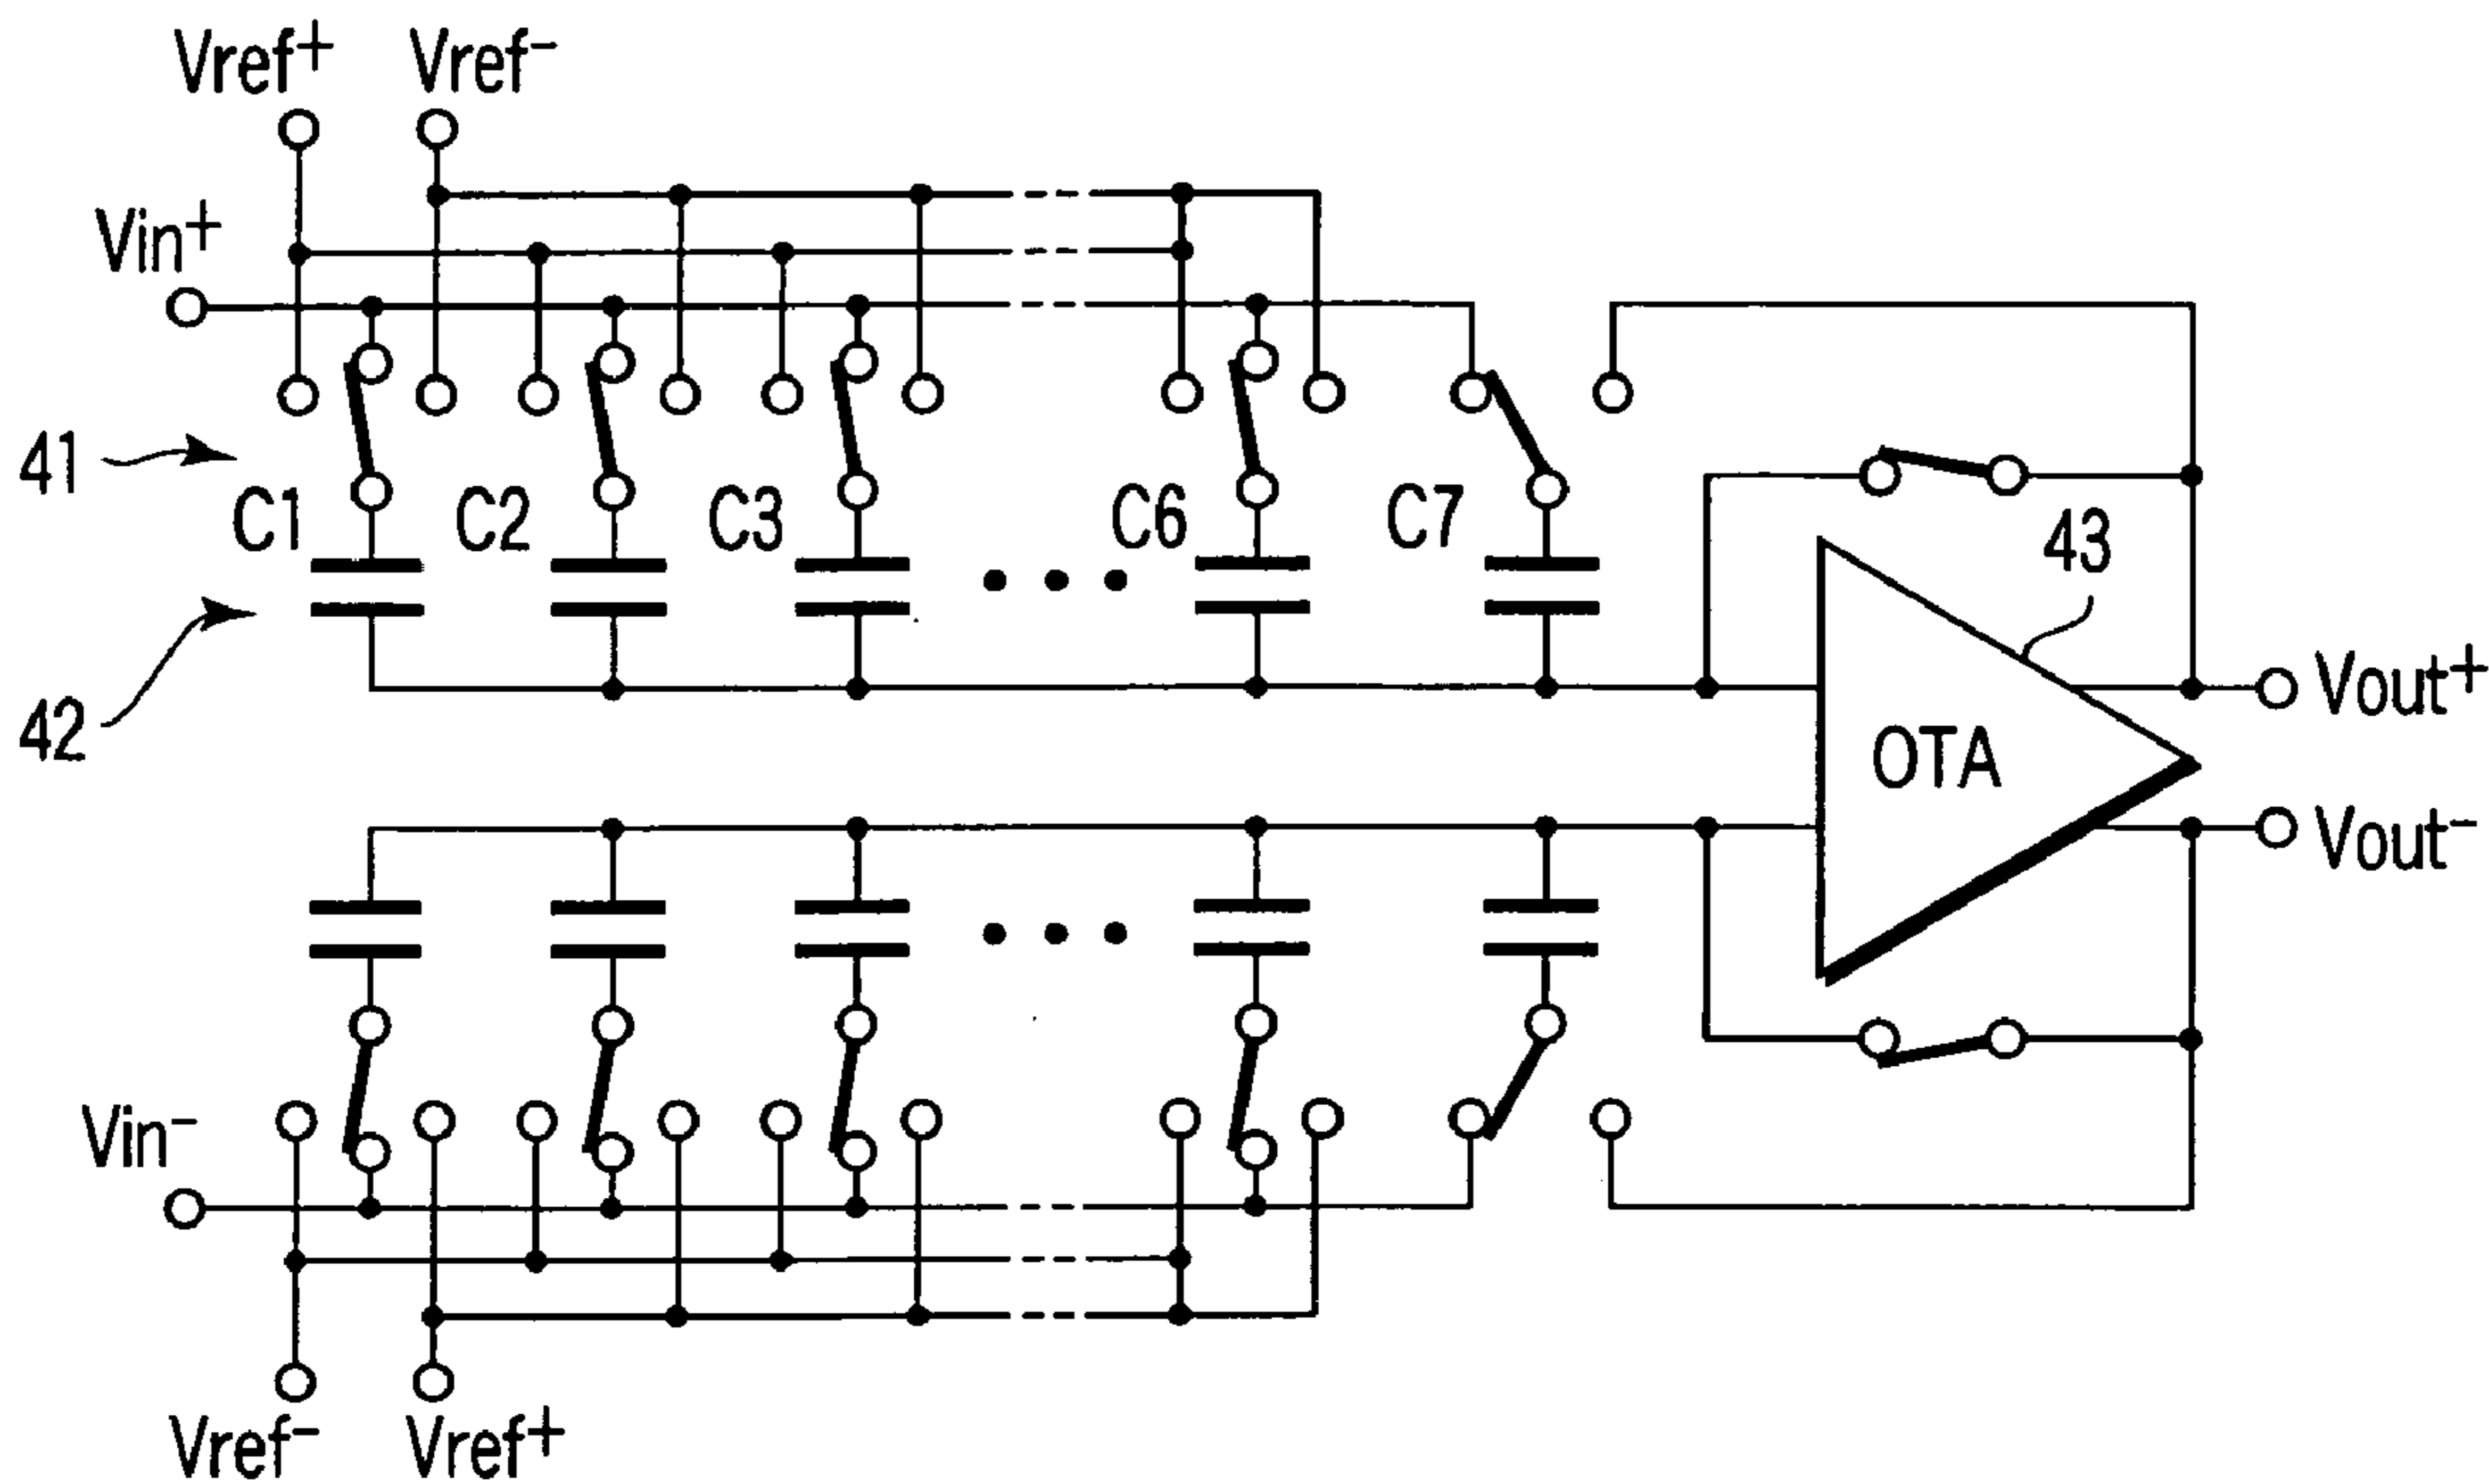 Vref+ Vref-
Vin+
41 C1 C2 C3 C6 C7
43
42
Vout+
OTA
Vout-
Vin-
Vref- Vref+